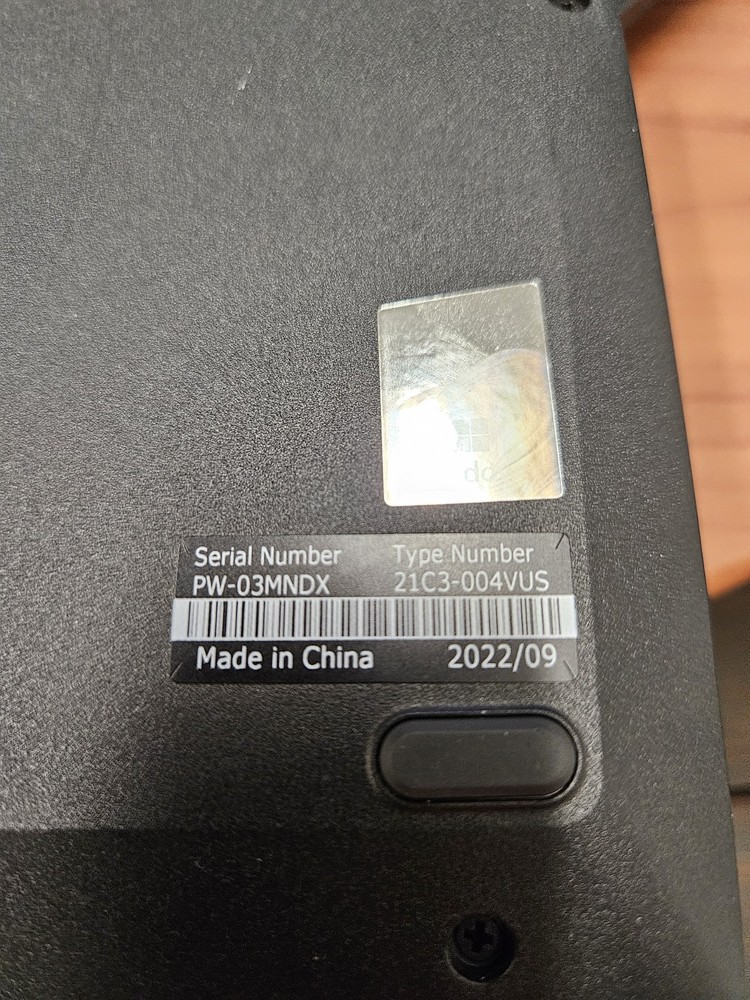 Serial Number Type Number
PW-03MNDX 21C3-004VUS
Made in China 2022/09